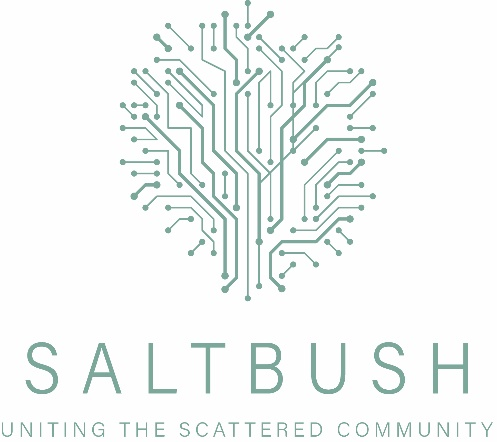 SALTBUSH
UNITING THE SCATTERED COMMUNITY